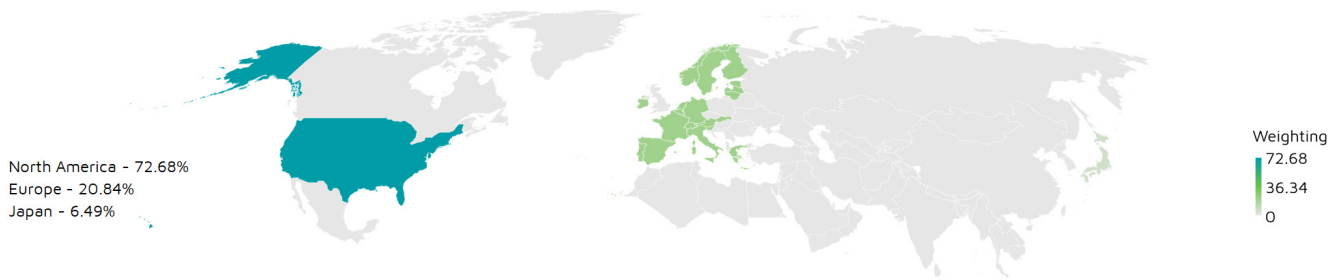 North America - 72.68%
Europe - 20.84%
Japan - 6.49%
Weighting
72.68
36.34
0